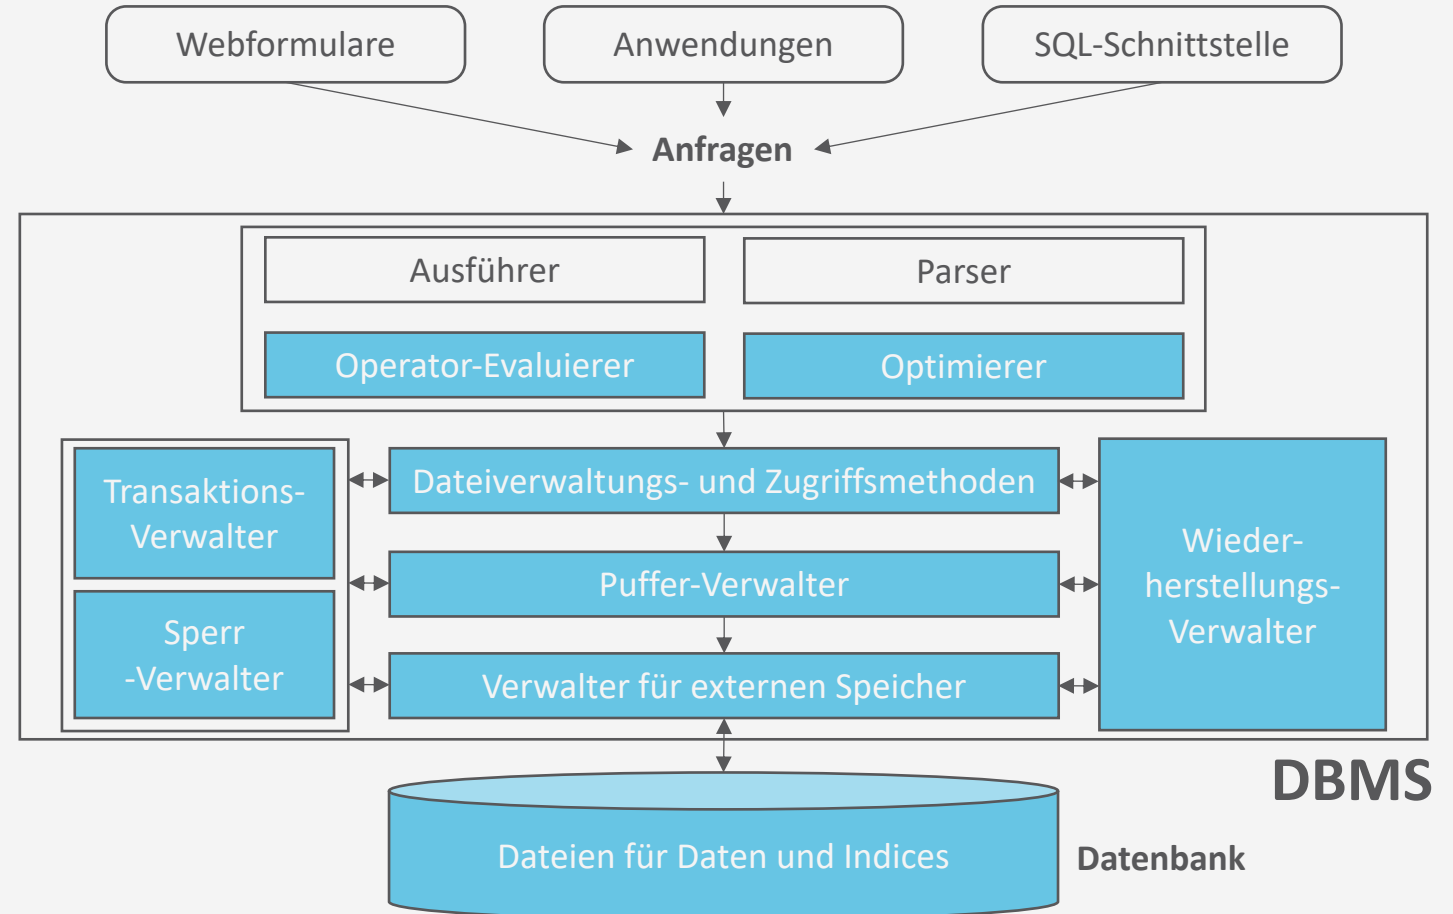 Webformulare
Anwendungen
SQL-Schnittstelle
Anfragen
Ausführer
Parser
Operator-Evaluierer
Optimierer
Transaktions-
Verwalter
Sperr
-Verwalter
Dateiverwaltungs- und Zugriffsmethoden
Puffer-Verwalter
Verwalter für externen Speicher
Wieder-
herstellungs-
Verwalter
DBMS
Dateien für Daten und Indices
Datenbank